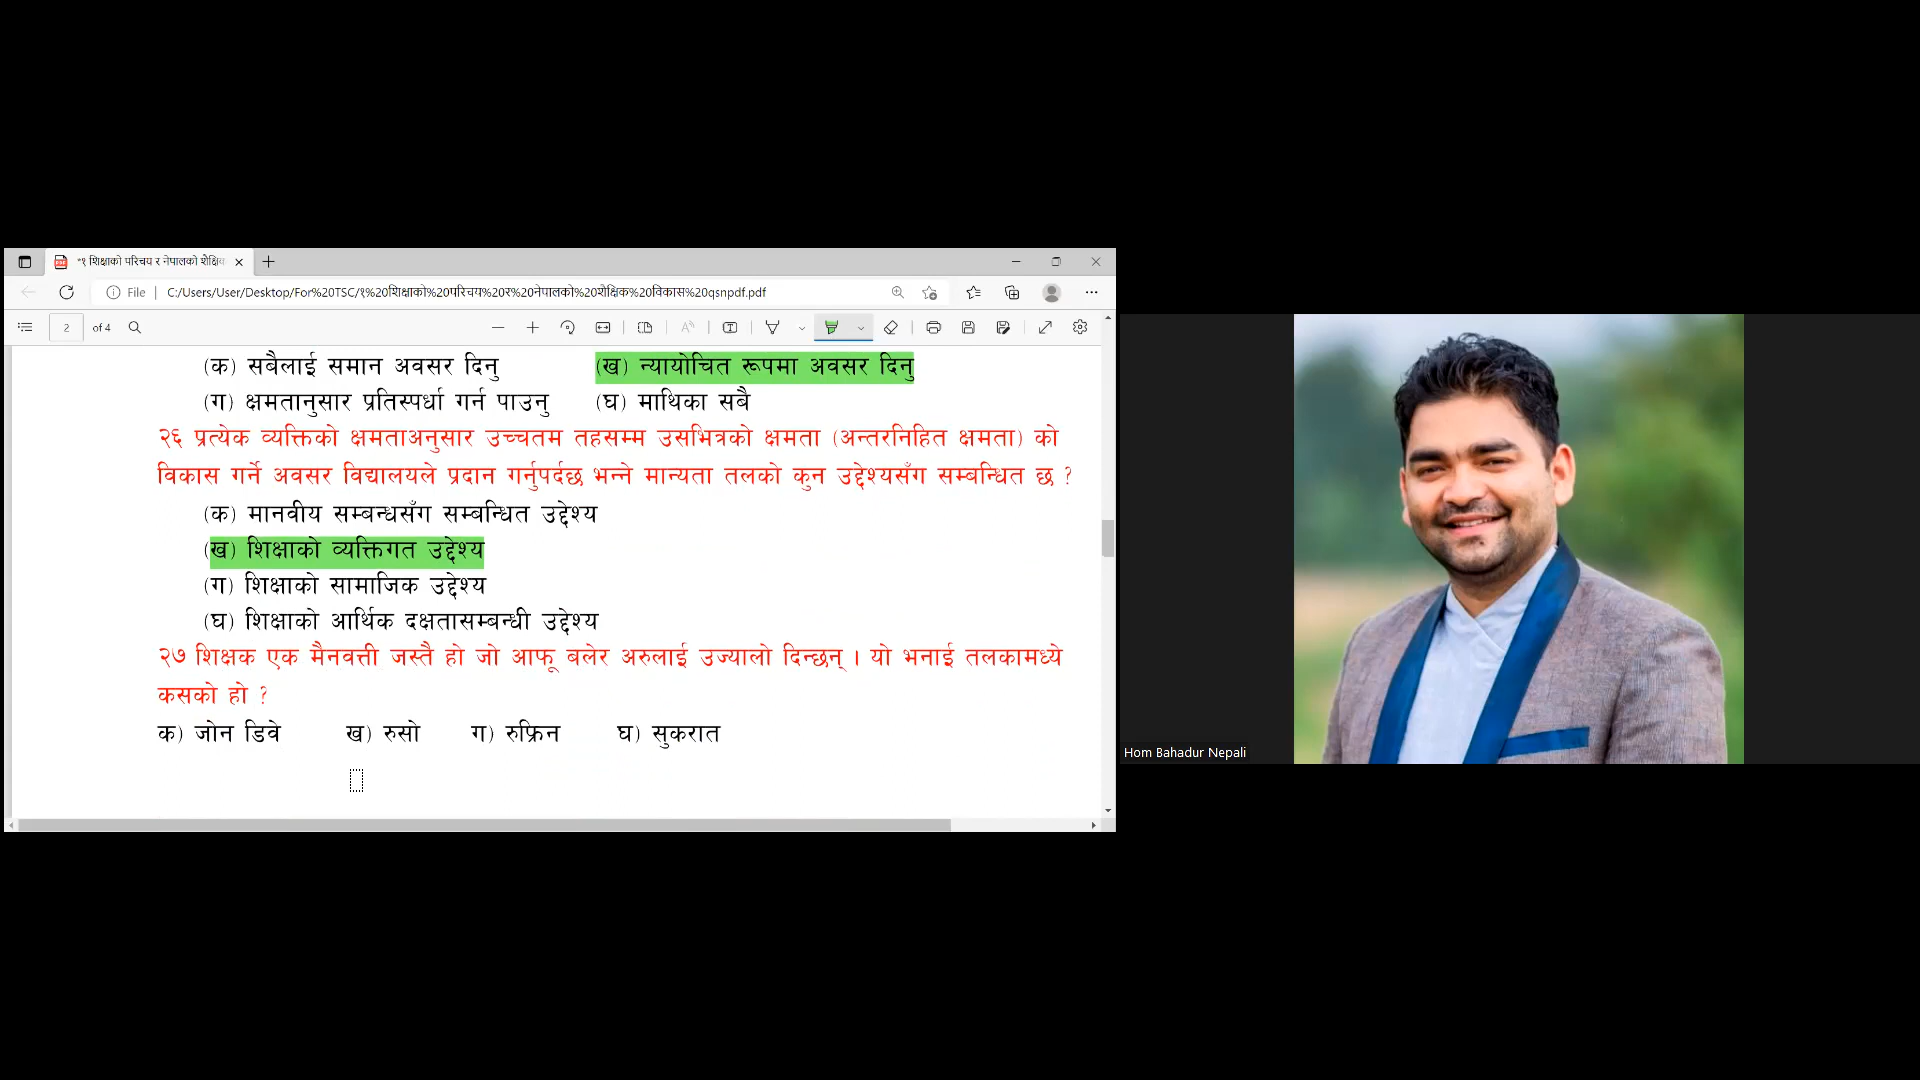 *१ शिक्षाको परिचय र नेपालको शैक्षिक
File
C:/Users/User/Desktop/For%20TSC/१%20शिक्षाको%20परिचय%20र%20नेपालको%20शैक्षिक%20विकास%20qsnpdf.pdf
2 of 4
(क) सबैलाई समान अवसर दिनु (ख) न्यायोचित रूपमा अवसर दिनु
(ग) क्षमतानुसार प्रतिस्पर्धा गर्न पाउनु (घ) माथिका सबै
२६ प्रत्येक व्यक्तिको क्षमताअनुसार उच्चतम तहसम्म उसभित्रको क्षमता (अन्तरनिहित क्षमता) को
विकास गर्ने अवसर विद्यालयले प्रदान गर्नुपर्दछ भन्ने मान्यता तलको कुन उद्देश्यसँग सम्बन्धित छ ?
(क) मानवीय सम्बन्धसँग सम्बन्धित उद्देश्य
(ख) शिक्षाको व्यक्तिगत उद्देश्य
(ग) शिक्षाको सामाजिक उद्देश्य
(घ) शिक्षाको आर्थिक दक्षतासम्बन्धी उद्देश्य
२७ शिक्षक एक मैनवत्ती जस्तै हो जो आफू बलेर अरुलाई उज्यालो दिन्छन् । यो भनाई तलकामध्ये
कसको हो ?
क) जोन डिवे ख) रुसो ग) रुफ्रिन घ) सुकरात
Hom Bahadur Nepali